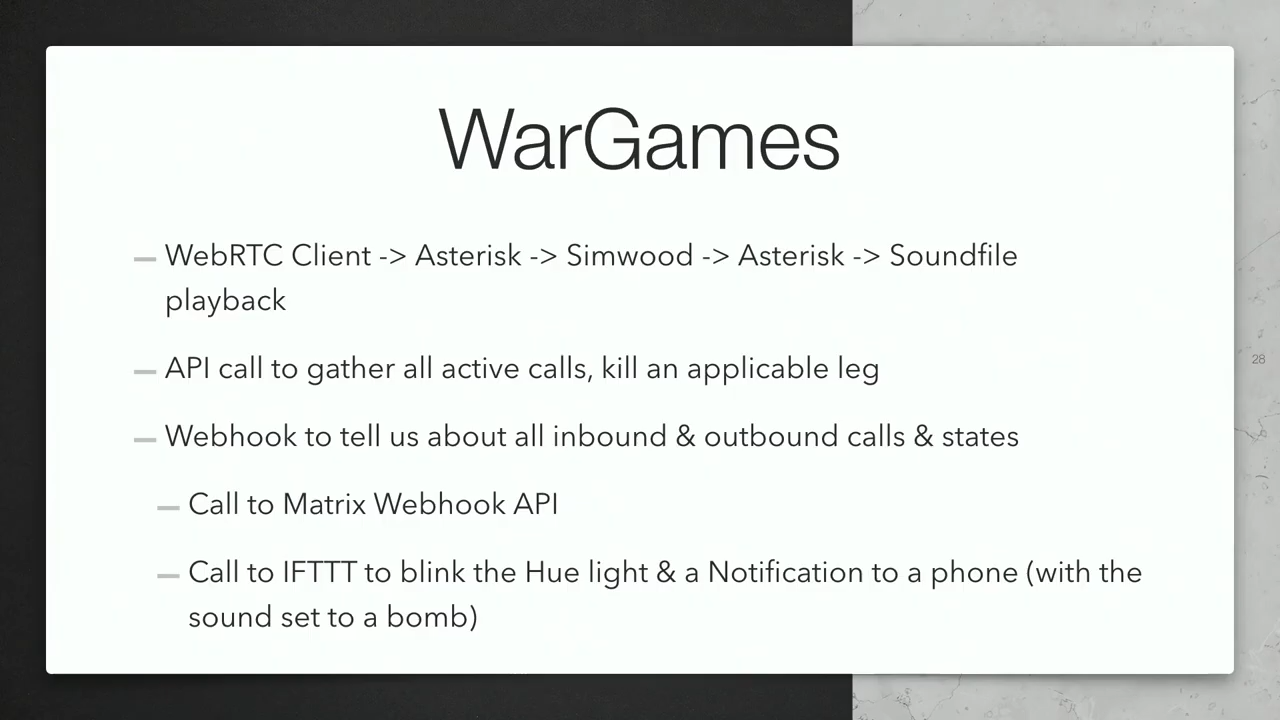 WarGames
WebRTC Client -> Asterisk -> Simwood -> Asterisk -> Soundfile
playback
API call to gather all active calls, kill an applicable leg
28
Webhook to tell us about all inbound & outbound calls & states
Call to Matrix Webhook API
Call to IFTTT to blink the Hue light & a Notification to a phone (with the
sound set to a bomb)